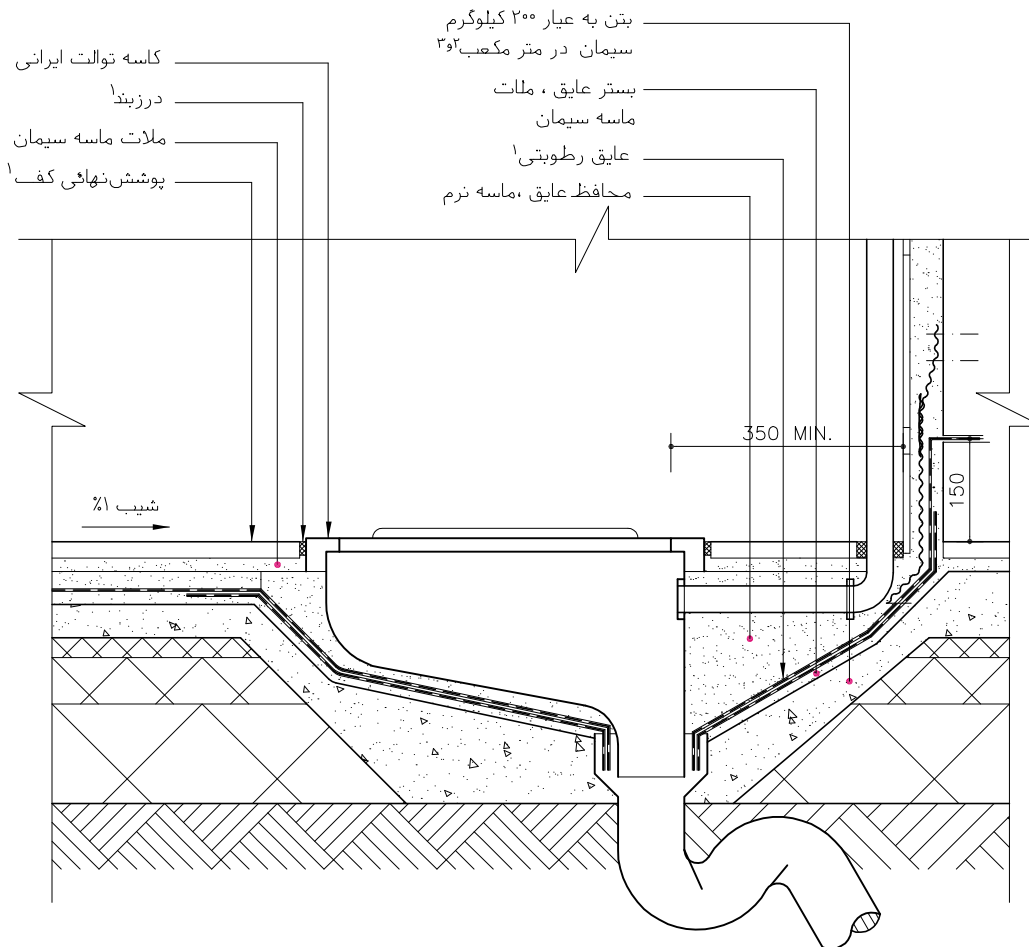 بتن به عیار ۲۰۰ کیلوگرم
سیمان در متر مکعب۲و۳
بستر عایق ، ملات
ماسه سیمان
عایق رطوبتی۱
محافظ عایق ،ماسه نرم
کاسه توالت ایرانی
درزبند۱
ملات ماسه سیمان
پوشش‌نهائی کف۱
350 MIN.
150
شیب ۱%